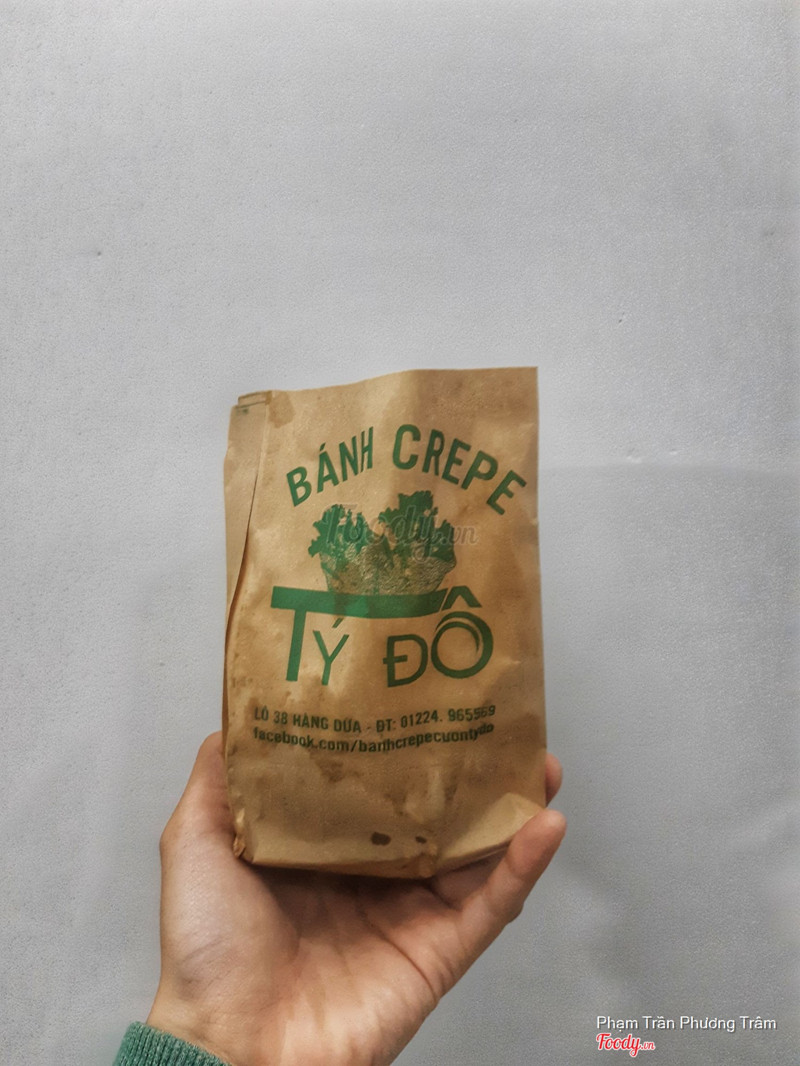 BÁNH CREPE
Foody.vn
TÝ ĐÔ
LÔ 38 HÀNG DỪA - ĐT: 01224. 965569
facebook.com/banhcrepecuontydo
Phạm Trần Phương Trâm
Foody.vn